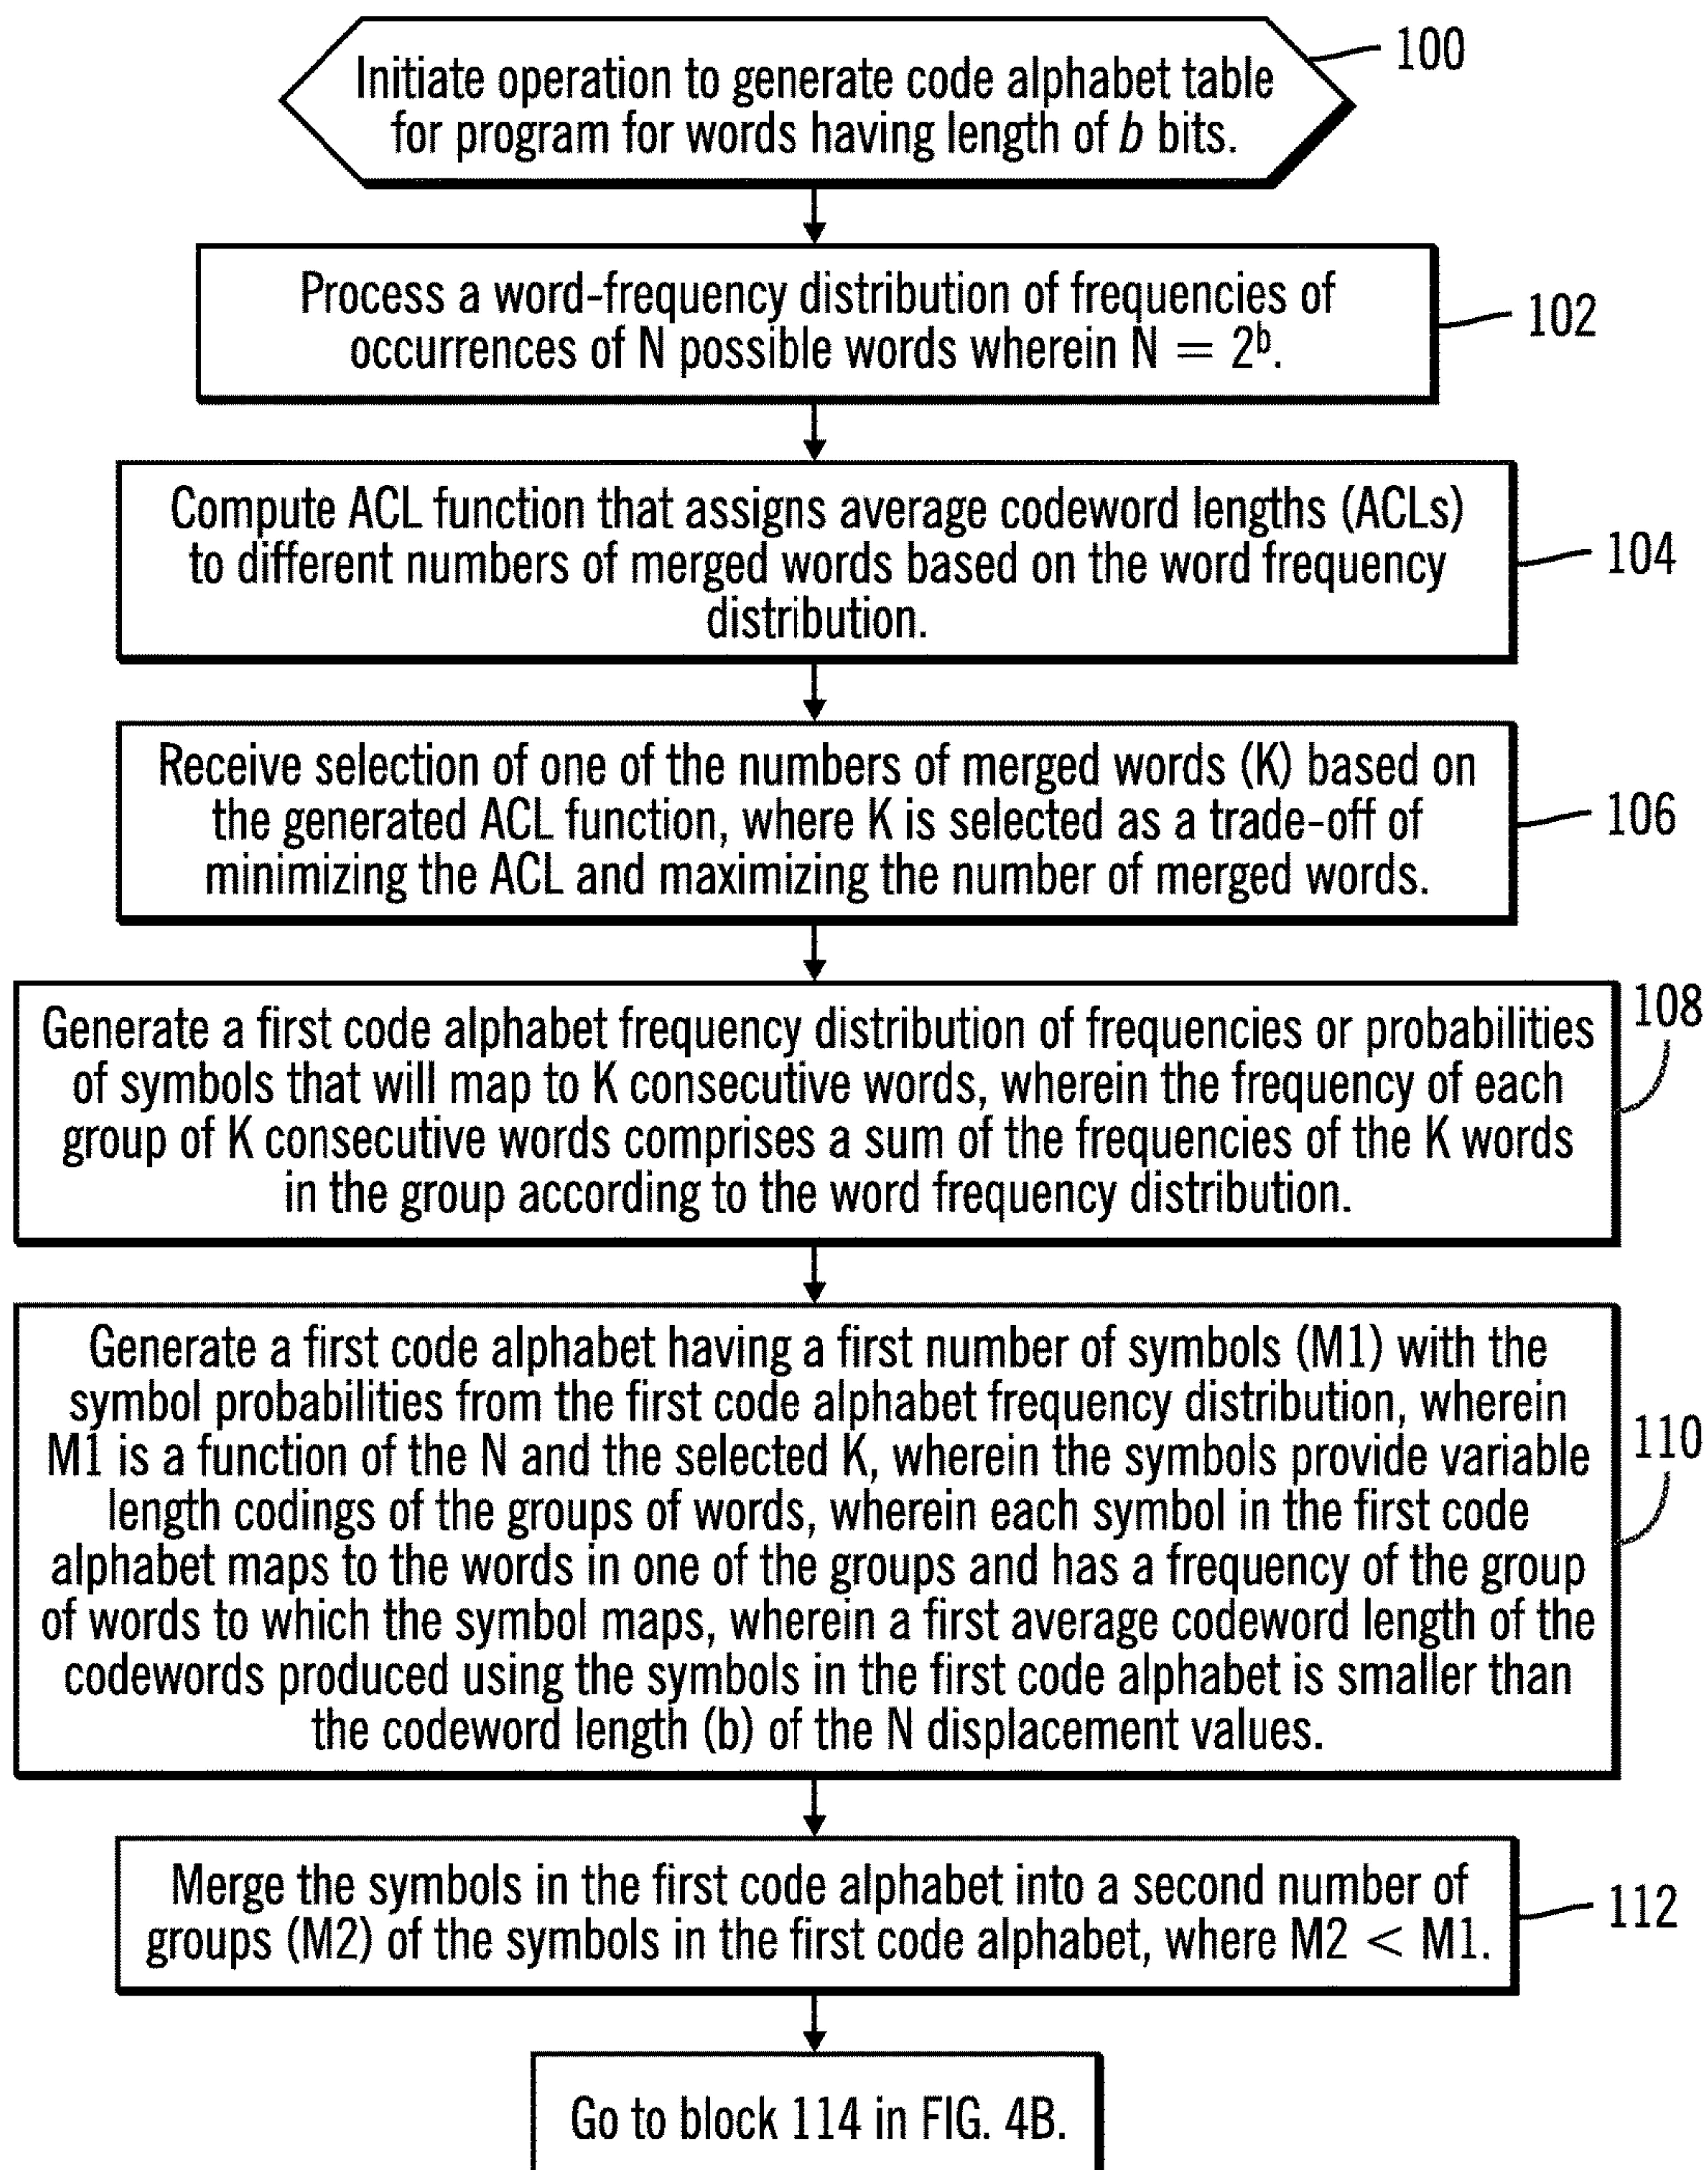 Initiate operation to generate code alphabet table
for program for words having length of b bits.
100
Process a word-frequency distribution of frequencies of
occurrences of N possible words wherein N = 2ᵇ.
102
Compute ACL function that assigns average codeword lengths (ACLs)
to different numbers of merged words based on the word frequency
distribution.
104
Receive selection of one of the numbers of merged words (K) based on
the generated ACL function, where K is selected as a trade-off of
minimizing the ACL and maximizing the number of merged words.
106
Generate a first code alphabet frequency distribution of frequencies or probabilities
of symbols that will map to K consecutive words, wherein the frequency of each
group of K consecutive words comprises a sum of the frequencies of the K words
in the group according to the word frequency distribution.
108
Generate a first code alphabet having a first number of symbols (M1) with the
symbol probabilities from the first code alphabet frequency distribution, wherein
M1 is a function of the N and the selected K, wherein the symbols provide variable
length codings of the groups of words, wherein each symbol in the first code
alphabet maps to the words in one of the groups and has a frequency of the group
of words to which the symbol maps, wherein a first average codeword length of the
codewords produced using the symbols in the first code alphabet is smaller than
the codeword length (b) of the N displacement values.
110
Merge the symbols in the first code alphabet into a second number of
groups (M2) of the symbols in the first code alphabet, where M2 < M1.
112
Go to block 114 in FIG. 4B.